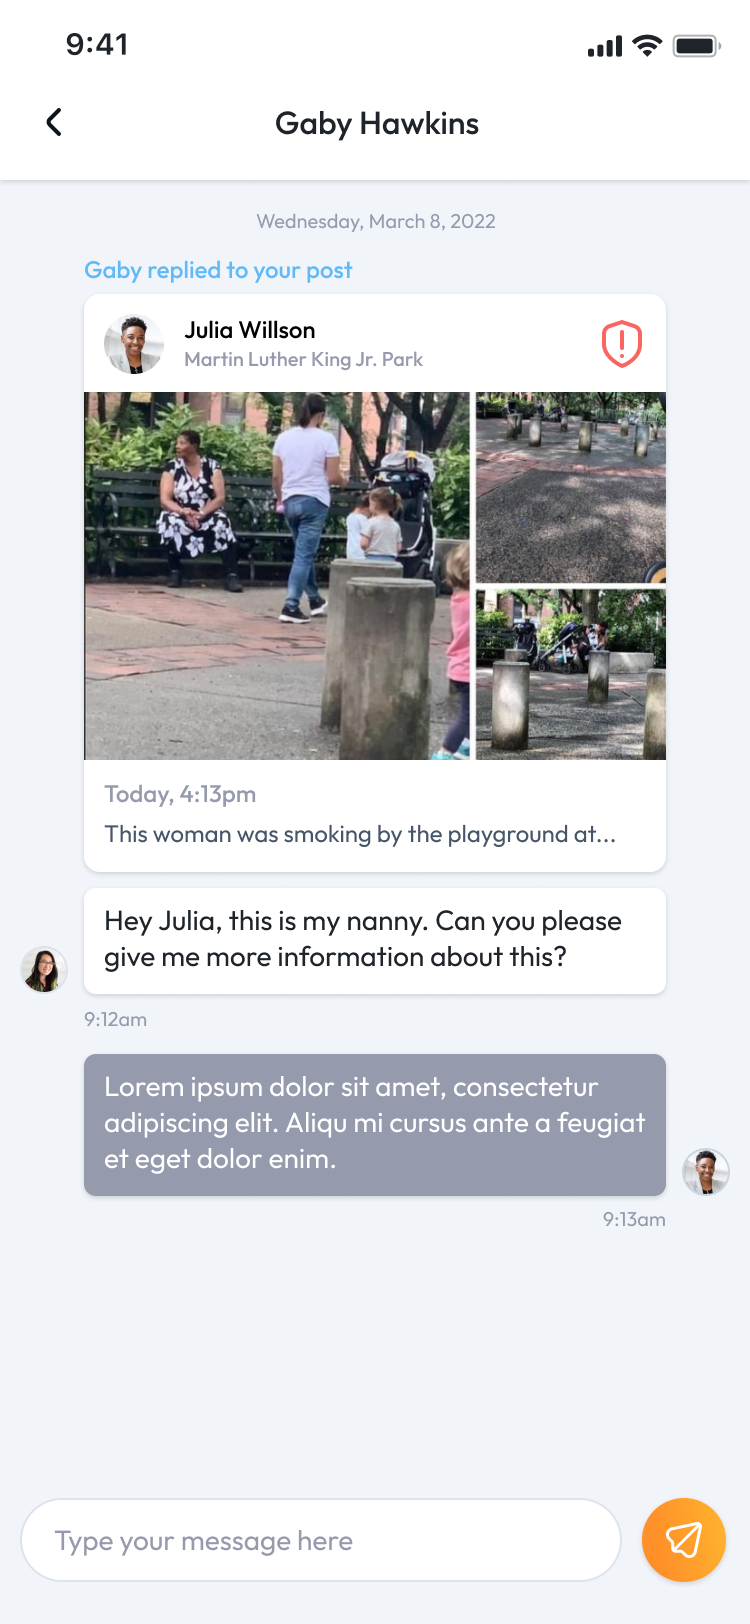 9:41
Gaby Hawkins
Wednesday, March 8, 2022
Gaby replied to your post
Julia Willson
Martin Luther King Jr. Park
Today, 4:13pm
This woman was smoking by the playground at...
Hey Julia, this is my nanny. Can you please
give me more information about this?
9:12am
Lorem ipsum dolor sit amet, consectetur
adipiscing elit. Aliqu mi cursus ante a feugiat
et eget dolor enim.
9:13am
Type your message here